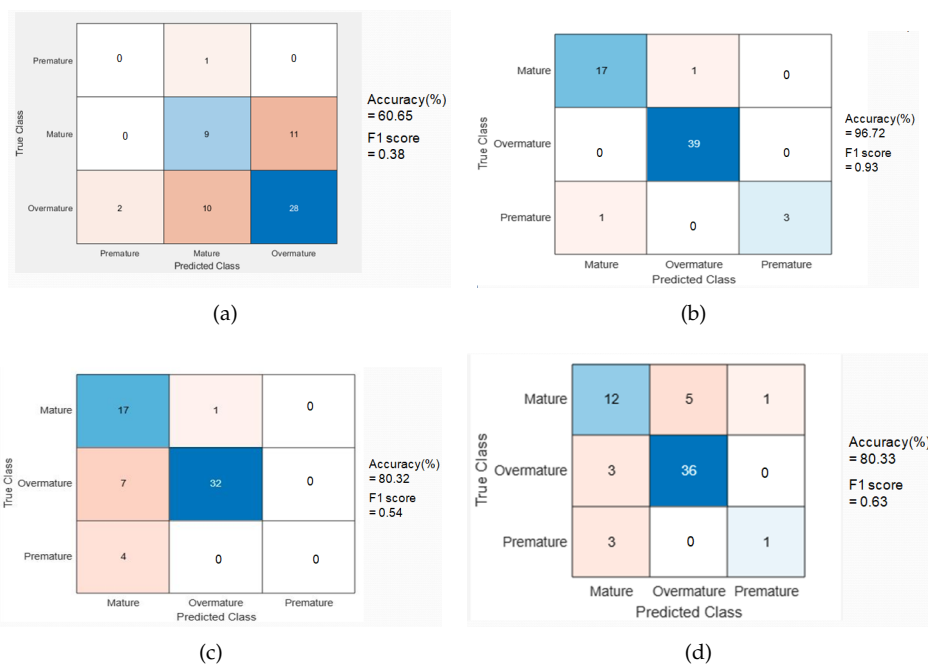 Premature
0
1
0
Mature
0
9
11
Overmature
2
10
28
Premature
Mature
Overmature
Predicted Class
True Class
Accuracy(%)
= 60.65
F1 score
= 0.38
(a)
Mature
17
1
0
Overmature
0
39
0
Premature
1
0
3
Mature
Overmature
Premature
Predicted Class
True Class
Accuracy(%)
= 96.72
F1 score
= 0.93
(b)
Mature
17
1
0
Overmature
7
32
0
Premature
4
0
0
Mature
Overmature
Premature
Predicted Class
True Class
Accuracy(%)
= 80.32
F1 score
= 0.54
(c)
Mature
12
5
1
Overmature
3
36
0
Premature
3
0
1
Mature
Overmature
Premature
Predicted Class
True Class
Accuracy(%)
= 80.33
F1 score
= 0.63
(d)